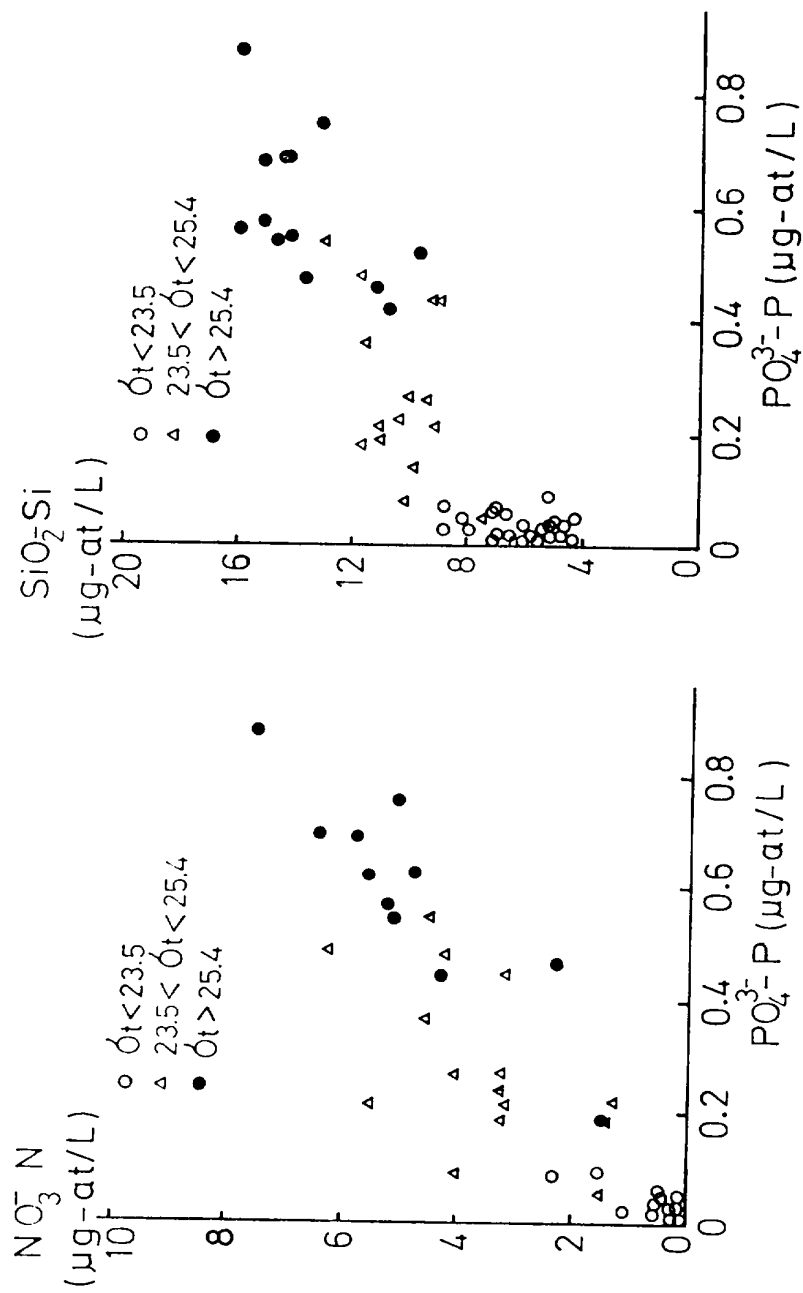 NO₃⁻ N
(µg-at/L)
10
8
6
4
2
0
σt<23.5
23.5< σt<25.4
σt>25.4
0
0.2
0.4
0.6
0.8
PO₄³⁻-P (µg-at/L)
SiO₂-Si
(µg-at/L)
20
16
12
8
4
0
σt<23.5
23.5< σt<25.4
σt>25.4
0
0.2
0.4
0.6
0.8
PO₄³⁻-P (µg-at/L)